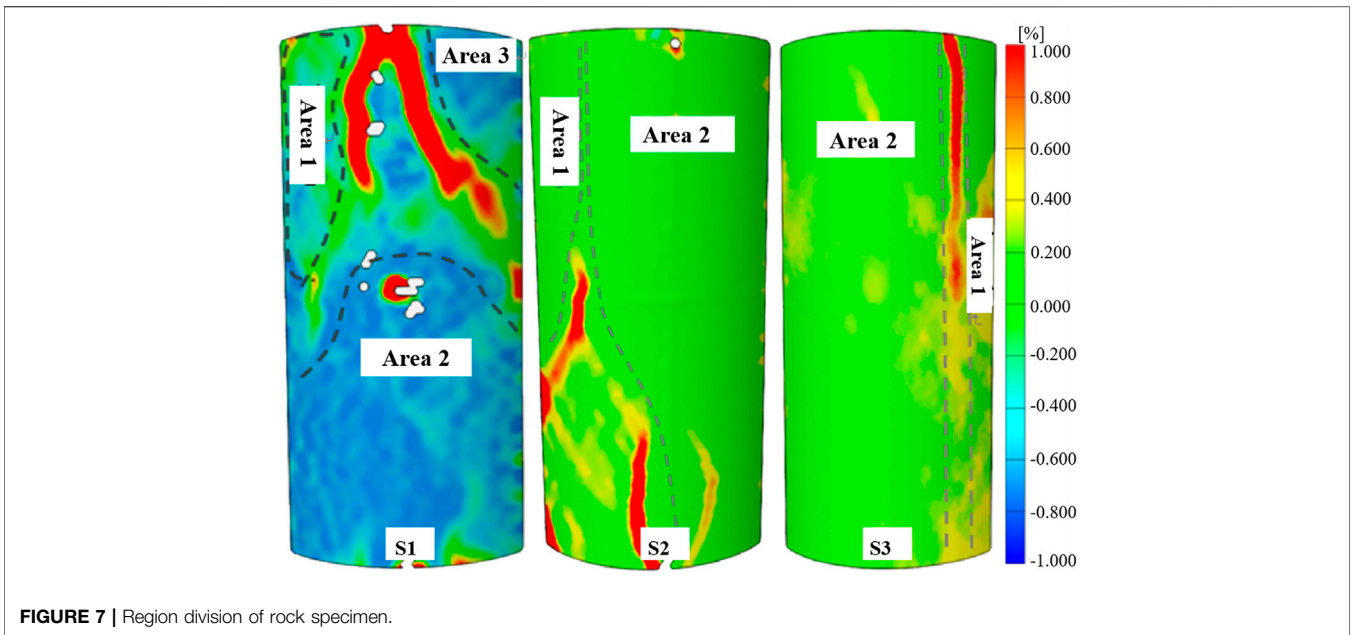 [%]
Area 3
Area 1
Area 2
S1
Area 1
Area 2
S2
Area 2
Area 1
S3
1.000
0.800
0.600
0.400
0.200
0.000
-0.200
-0.400
-0.600
-0.800
-1.000
FIGURE 7 | Region division of rock specimen.